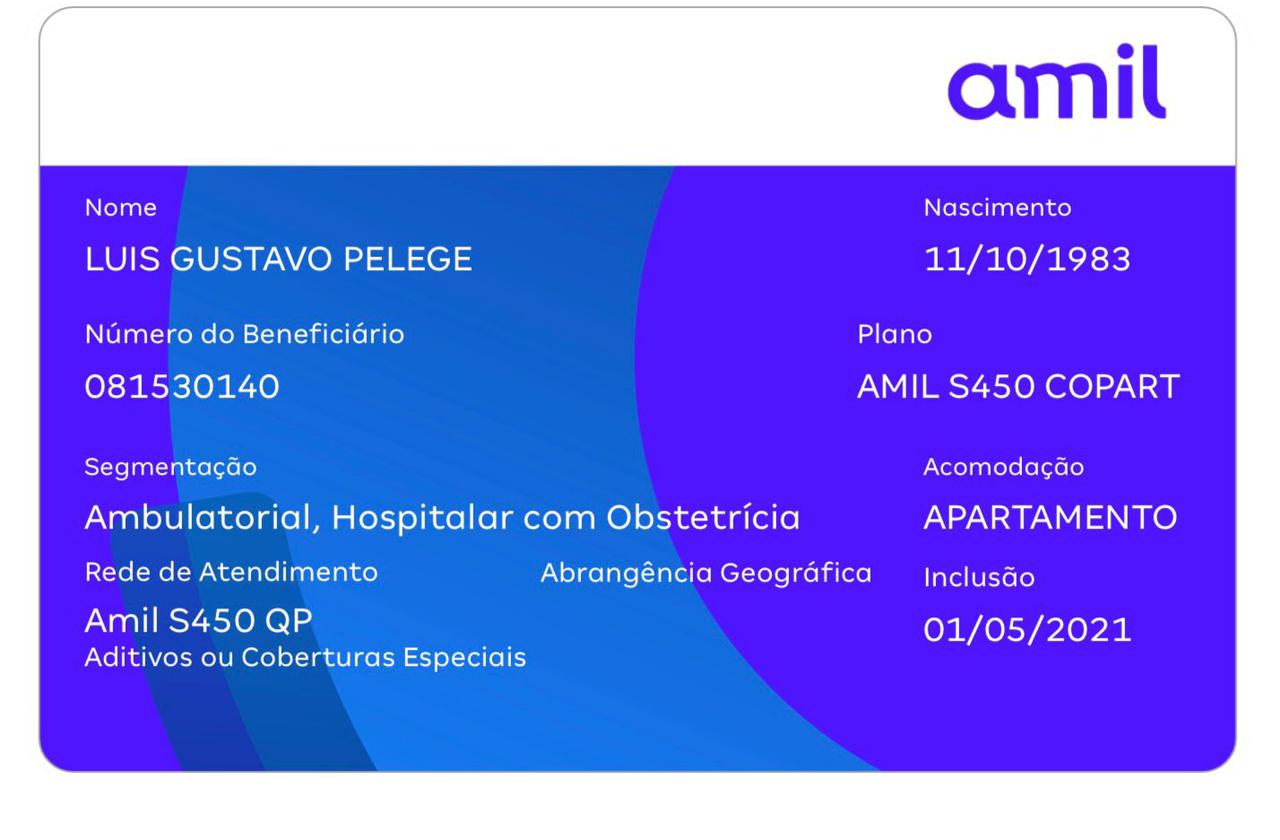 amil
Nome
Nascimento
LUIS GUSTAVO PELEGE
11/10/1983
Número do Beneficiário
Plano
081530140
AMIL S450 COPART
Segmentação
Acomodação
Ambulatorial, Hospitalar com Obstetrícia
APARTAMENTO
Rede de Atendimento
Abrangência Geográfica
Inclusão
Amil S450 QP
01/05/2021
Aditivos ou Coberturas Especiais